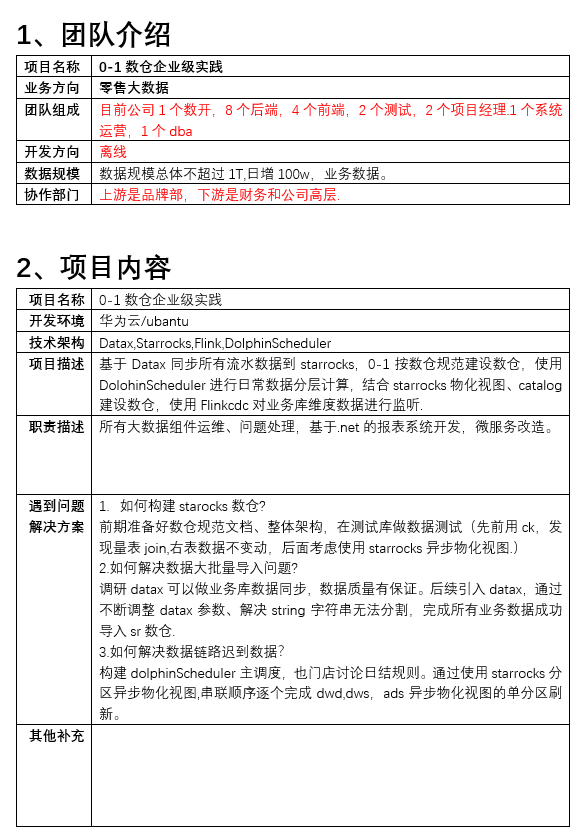 1、团队介绍
项目名称 0-1 数仓企业级实践
业务方向 零售大数据
团队组成 目前公司 1 个数开，8 个后端，4 个前端，2 个测试，2 个项目经理.1 个系统
运营，1 个 dba
开发方向 离线
数据规模 数据规模总体不超过 1T,日增 100w，业务数据。
协作部门 上游是品牌部，下游是财务和公司高层.
2、项目内容
项目名称 0-1 数仓企业级实践
开发环境 华为云/ubantu
技术架构 Datax,Starrocks,Flink,DolphinScheduler
项目描述 基于 Datax 同步所有流水数据到 starrocks，0-1 按数仓规范建设数仓，使用
DolohinScheduler 进行日常数据分层计算，结合 starrocks 物化视图、catalog
建设数仓，使用 Flinkcdc 对业务库维度数据进行监听.
职责描述 所有大数据组件运维、问题处理，基于.net 的报表系统开发，微服务改造。
遇到问题 1. 如何构建 starocks 数仓?
解决方案 前期准备好数仓规范文档、整体架构，在测试库做数据测试（先前用 ck，发
现量表 join,右表数据不变动，后面考虑使用 starrocks 异步物化视图.）
2.如何解决数据大批量导入问题?
调研 datax 可以做业务库数据同步，数据质量有保证。后续引入 datax，通过
不断调整 datax 参数、解决 string 字符串无法分割，完成所有业务数据成功
导入 sr 数仓.
3.如何解决数据链路迟到数据?
构建 dolphinScheduler 主调度，也门店讨论日结规则。通过使用 starrocks 分
区异步物化视图,串联顺序逐个完成 dwd,dws，ads 异步物化视图的单分区刷
新。
其他补充